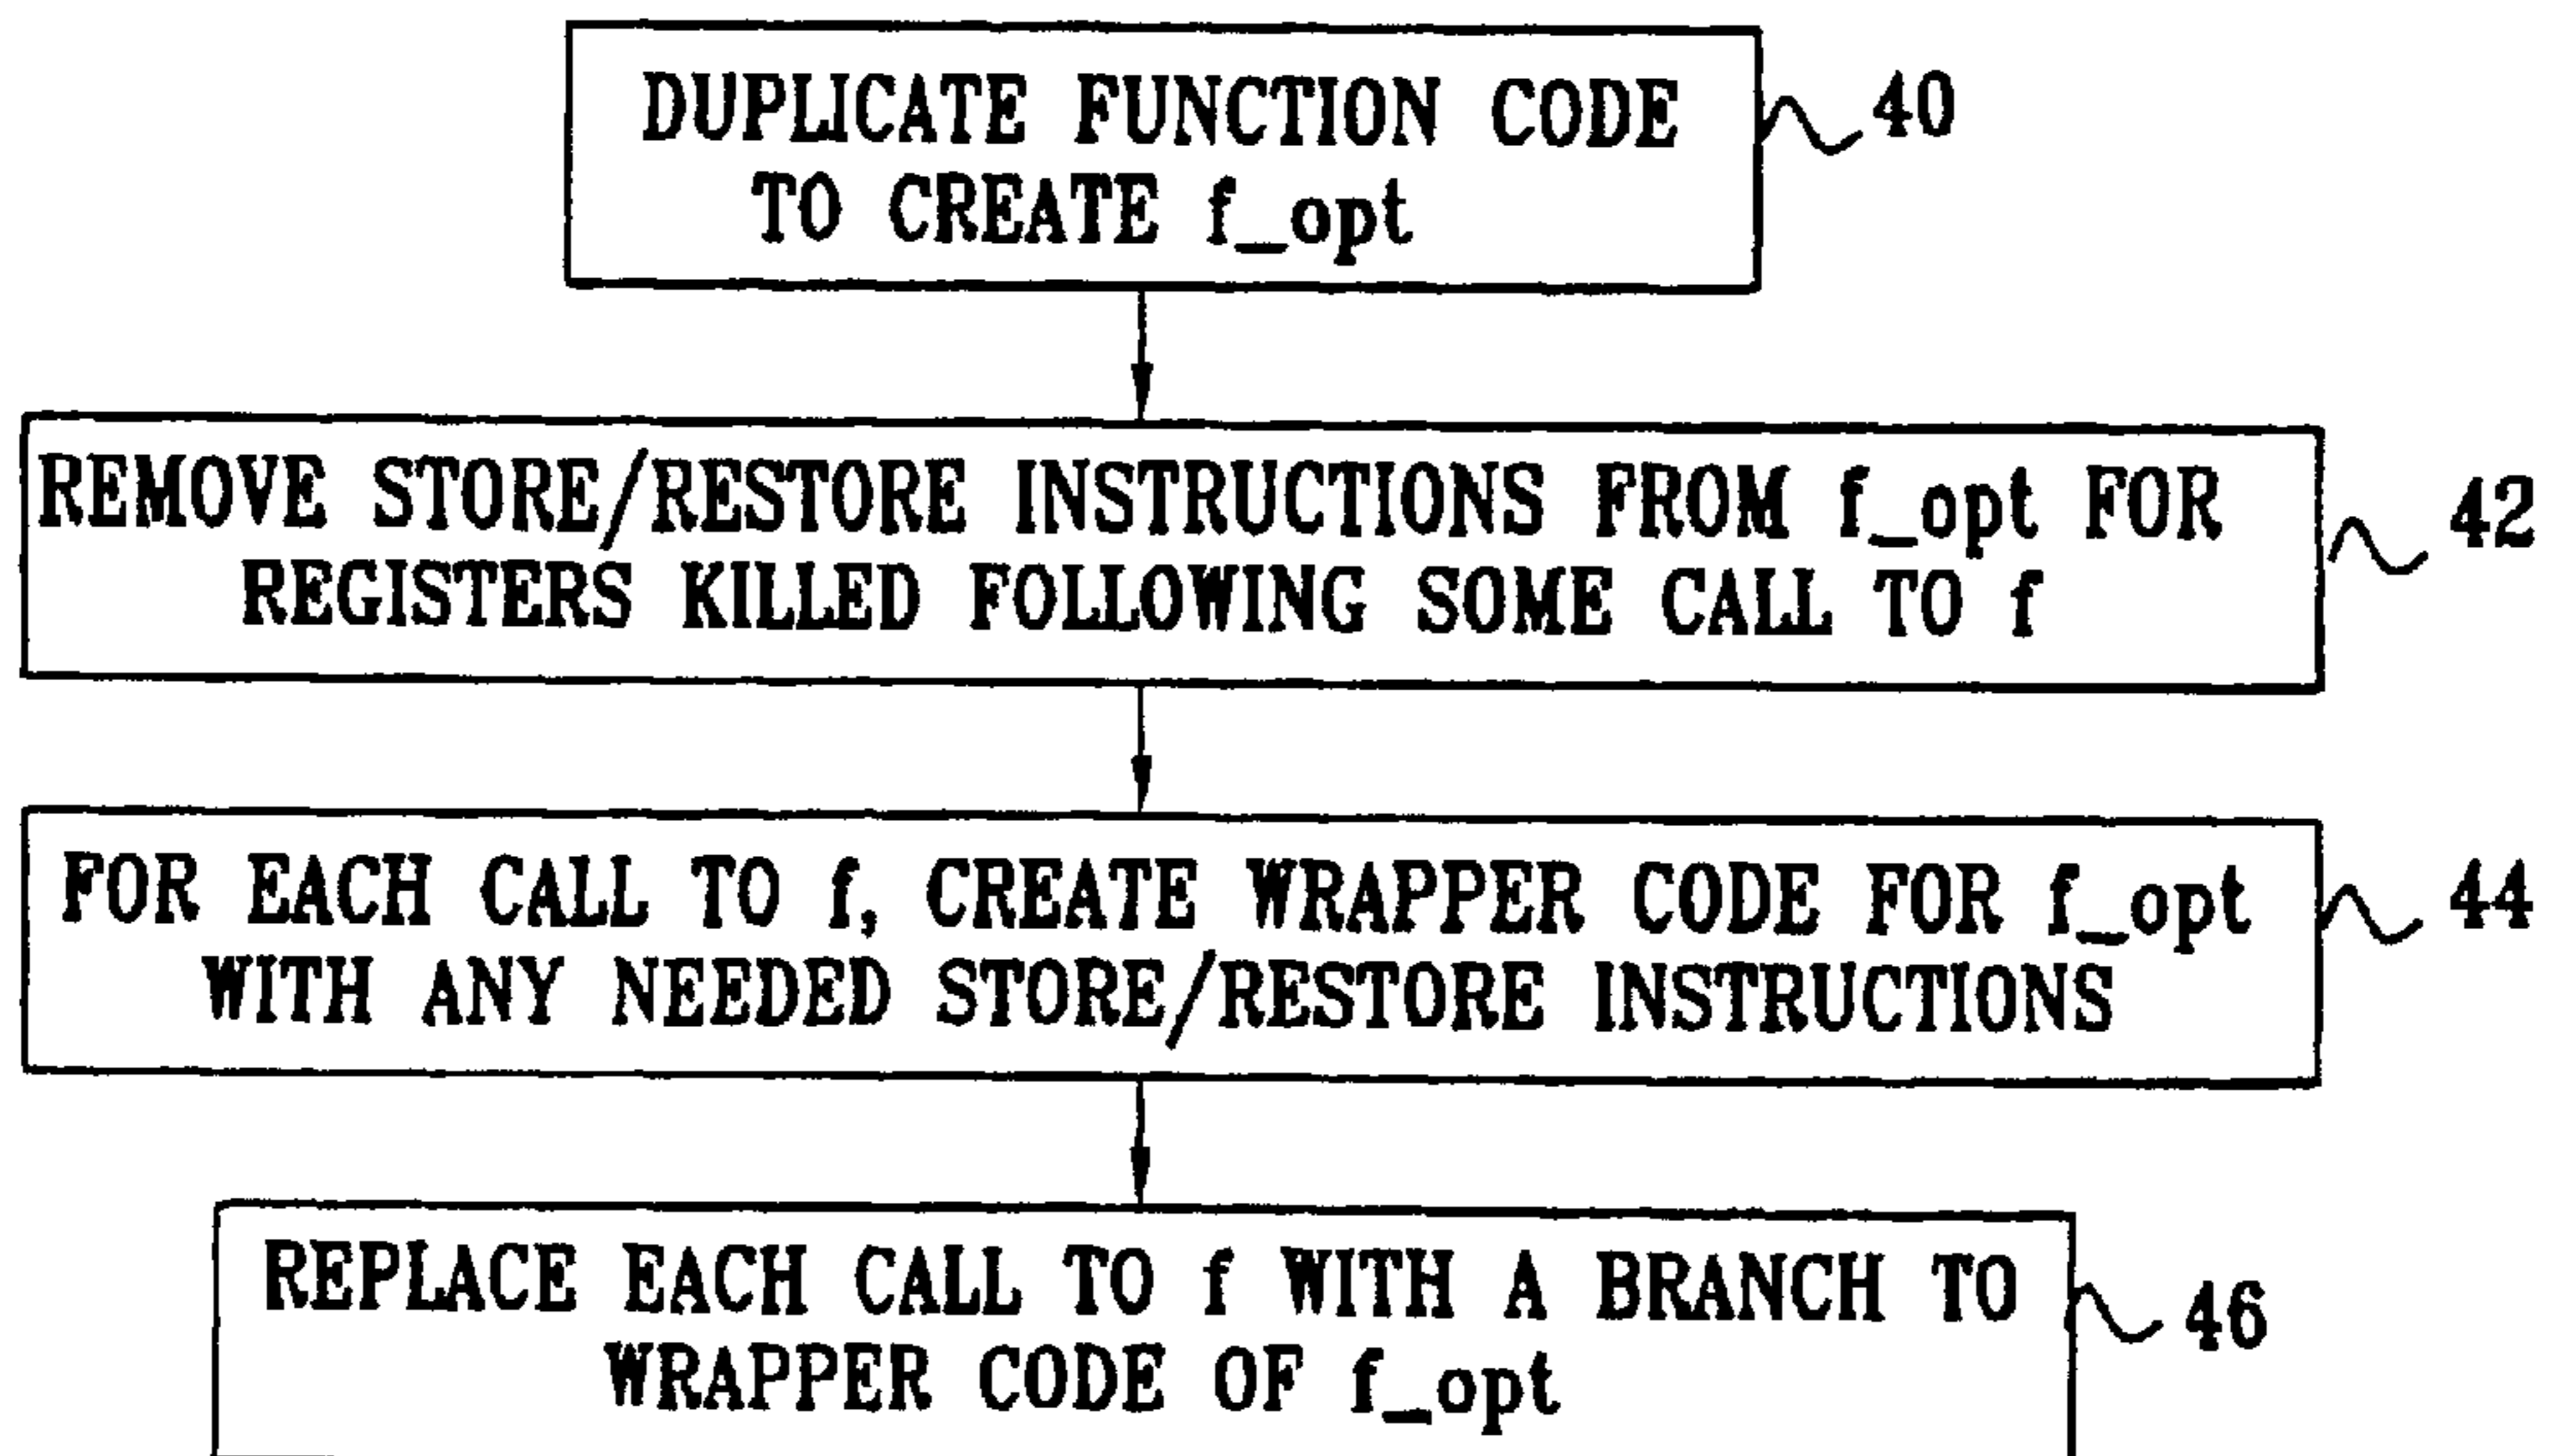 DUPLICATE FUNCTION CODE
TO CREATE f_opt
40
REMOVE STORE/RESTORE INSTRUCTIONS FROM f_opt FOR
REGISTERS KILLED FOLLOWING SOME CALL TO f
42
FOR EACH CALL TO f, CREATE WRAPPER CODE FOR f_opt
WITH ANY NEEDED STORE/RESTORE INSTRUCTIONS
44
REPLACE EACH CALL TO f WITH A BRANCH TO
WRAPPER CODE OF f_opt
46